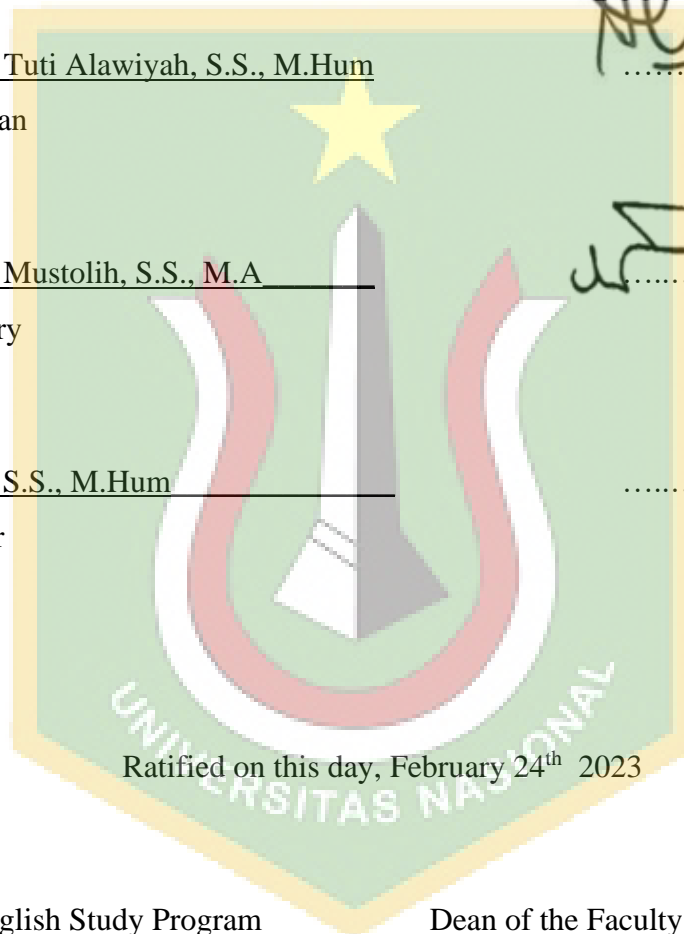 Tuti Alawiyah, S.S., M.Hum ……
an
Mustolih, S.S., M.A_______ ……
ry
S.S., M.Hum ……
r
UNIVERSITAS NASIONAL
Ratified on this day, February 24th 2023
glish Study Program Dean of the Faculty